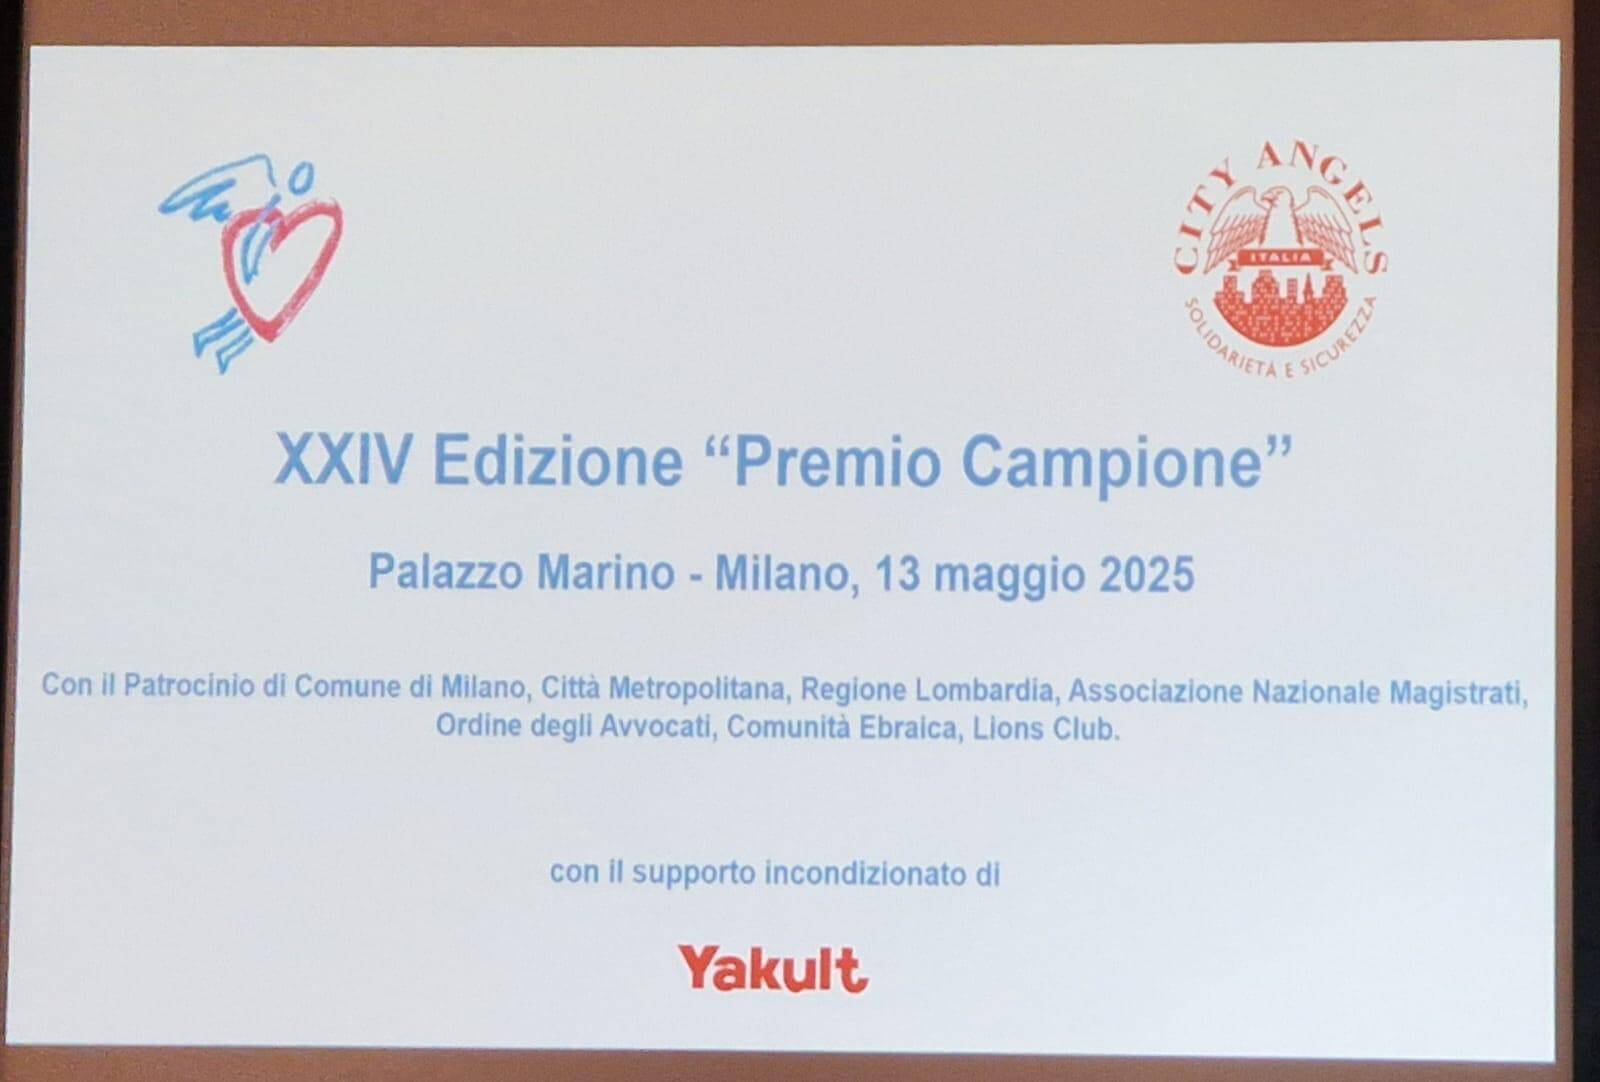 CITY ANGELS
ITALIA
SOLIDARIETÀ E SICUREZZA
XXIV Edizione “Premio Campione”
Palazzo Marino - Milano, 13 maggio 2025
Con il Patrocinio di Comune di Milano, Città Metropolitana, Regione Lombardia, Associazione Nazionale Magistrati,
Ordine degli Avvocati, Comunità Ebraica, Lions Club.
con il supporto incondizionato di
Yakult